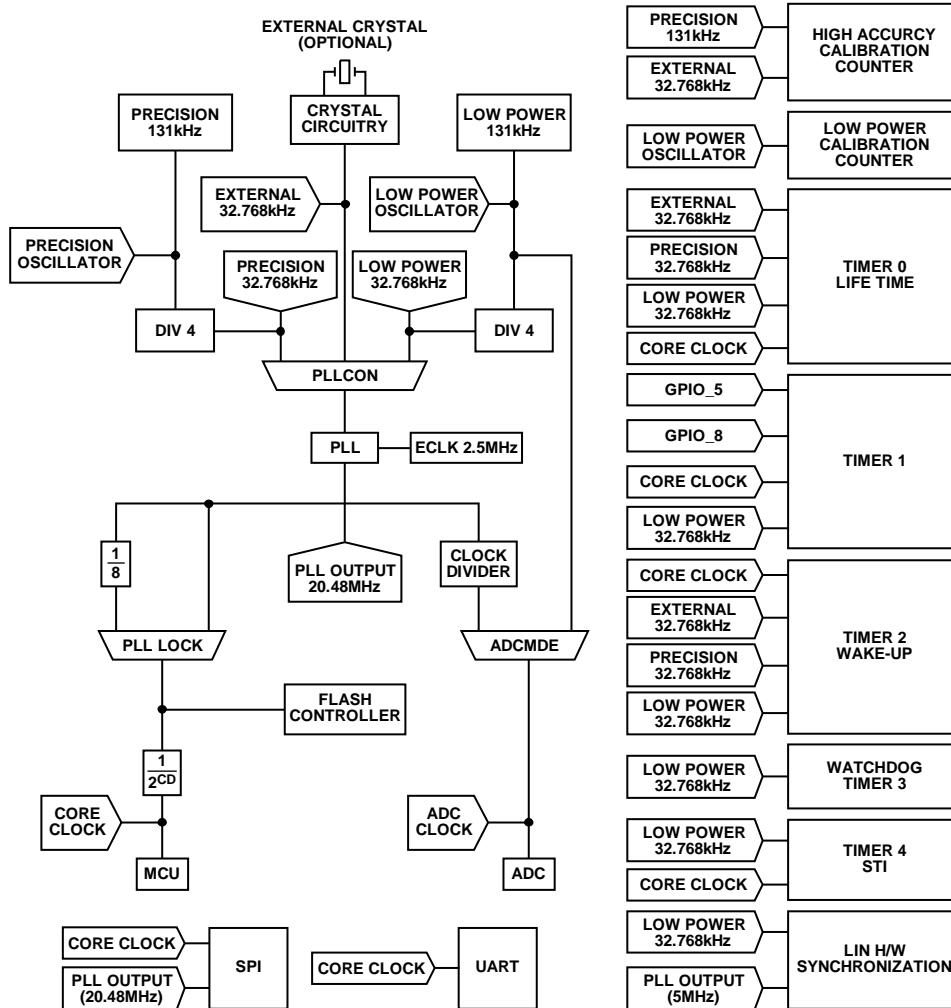 EXTERNAL CRYSTAL
(OPTIONAL)
PRECISION
131kHz
CRYSTAL
CIRCUITRY
LOW POWER
131kHz
EXTERNAL
32.768kHz
LOW POWER
OSCILLATOR
PRECISION
OSCILLATOR
PRECISION
32.768kHz
LOW POWER
32.768kHz
DIV 4
DIV 4
PLLCON
PLL
ECLK 2.5MHz
1
8
PLL OUTPUT
20.48MHz
CLOCK
DIVIDER
PLL LOCK
ADCMDE
FLASH
CONTROLLER
1
2CD
CORE
CLOCK
ADC
CLOCK
MCU
ADC
CORE CLOCK
PLL OUTPUT
(20.48MHz)
SPI
CORE CLOCK
UART
PRECISION
131kHz
EXTERNAL
32.768kHz
HIGH ACCURCY
CALIBRATION
COUNTER
LOW POWER
OSCILLATOR
LOW POWER
CALIBRATION
COUNTER
EXTERNAL
32.768kHz
PRECISION
32.768kHz
LOW POWER
32.768kHz
CORE CLOCK
TIMER 0
LIFE TIME
GPIO_5
GPIO_8
CORE CLOCK
LOW POWER
32.768kHz
TIMER 1
CORE CLOCK
EXTERNAL
32.768kHz
PRECISION
32.768kHz
LOW POWER
32.768kHz
TIMER 2
WAKE-UP
LOW POWER
32.768kHz
WATCHDOG
TIMER 3
LOW POWER
32.768kHz
CORE CLOCK
TIMER 4
STI
LOW POWER
32.768kHz
PLL OUTPUT
(5MHz)
LIN H/W
SYNCHRONIZATION